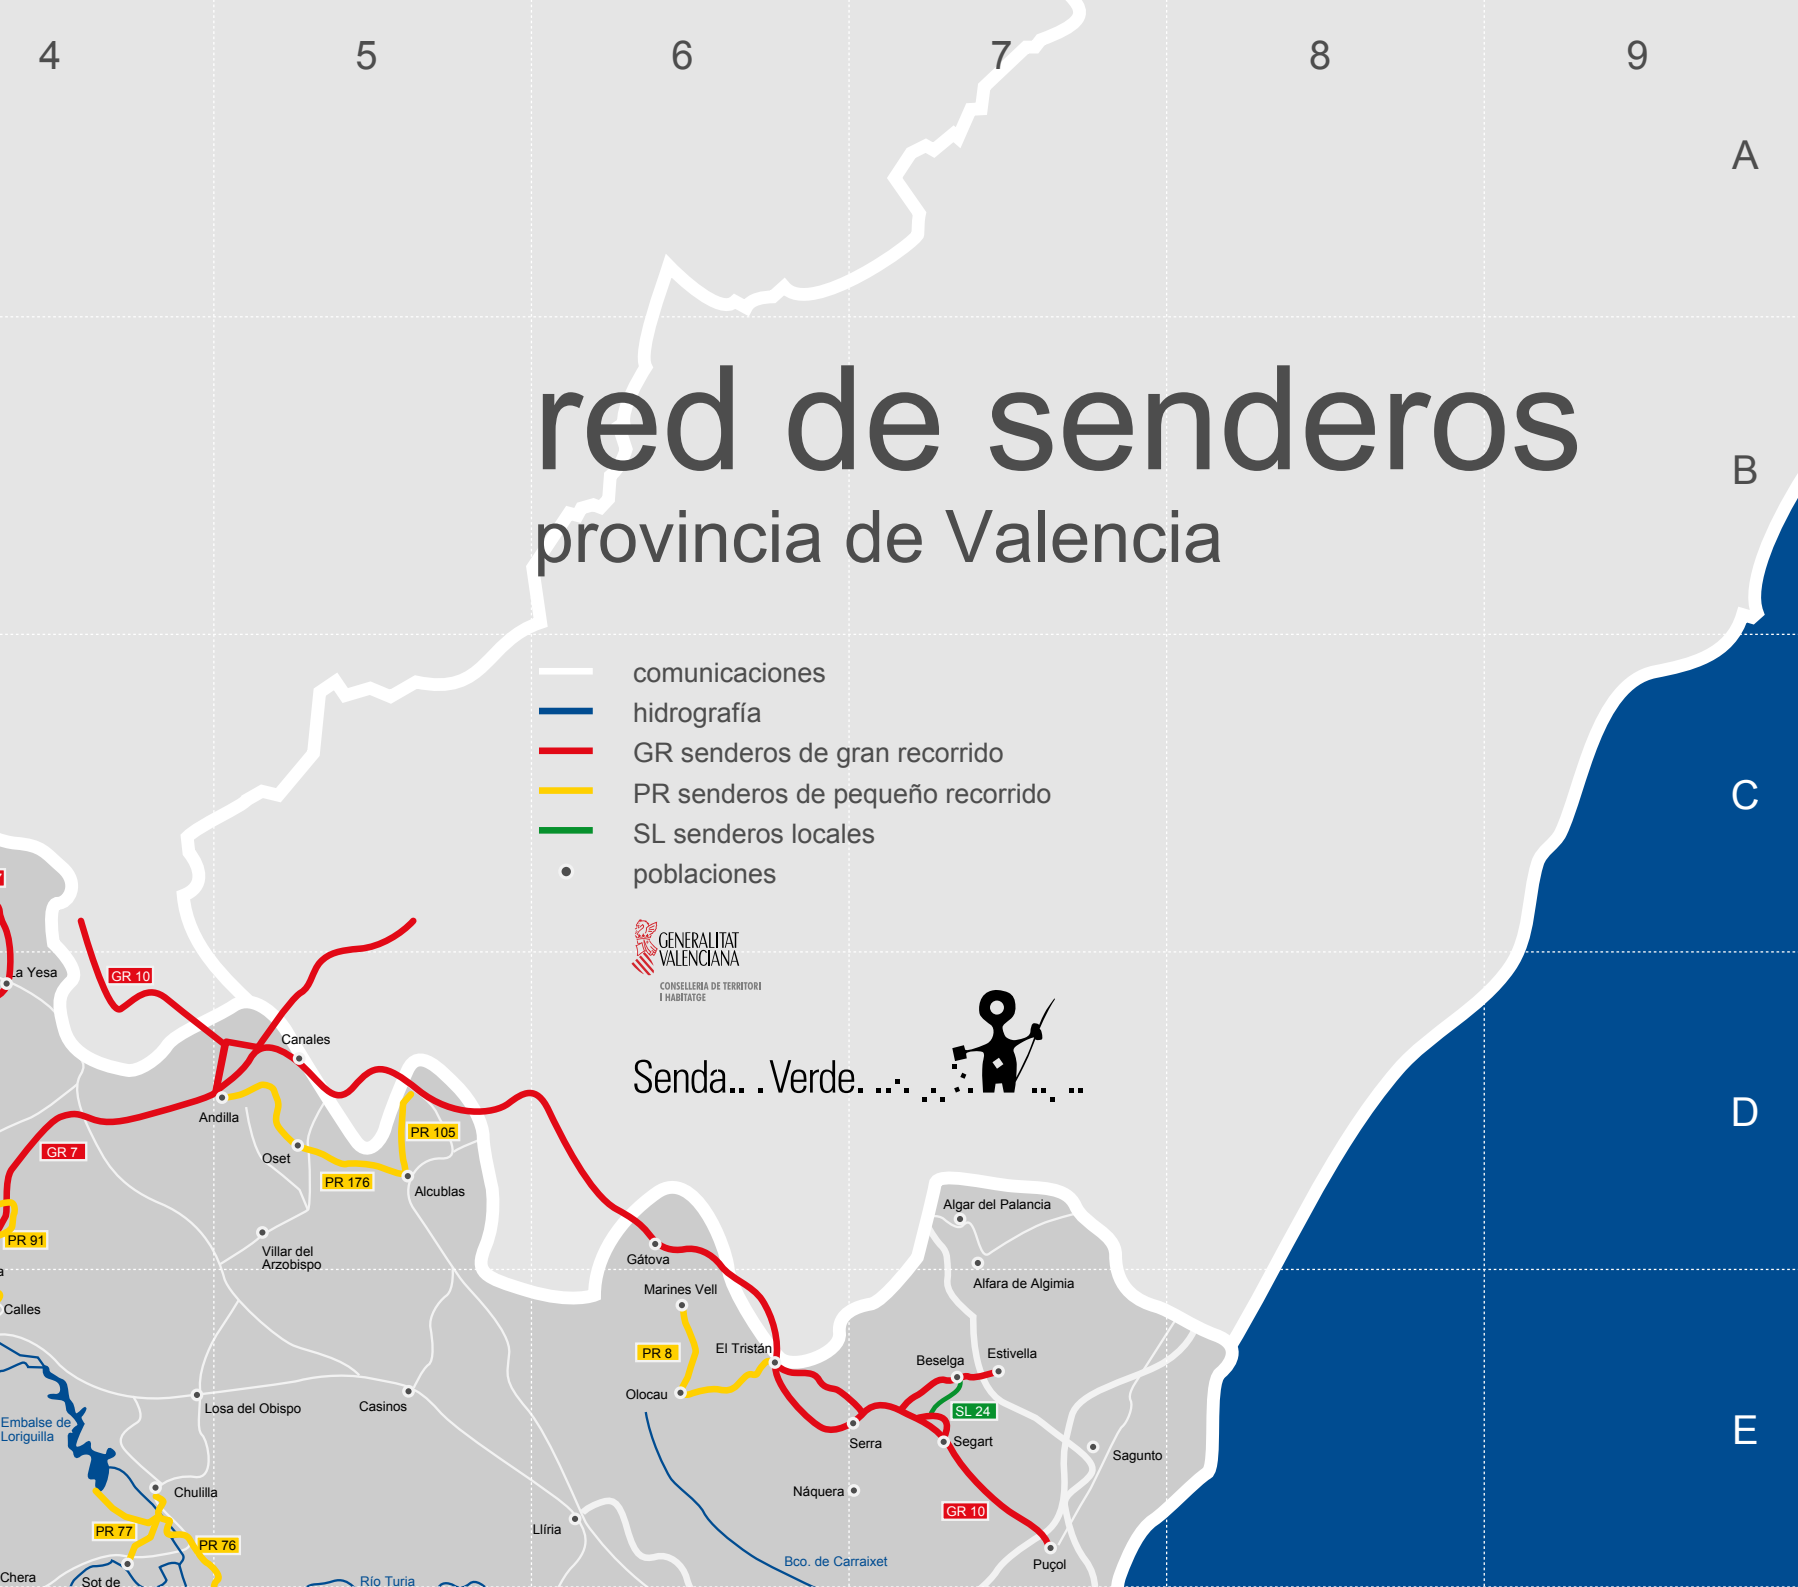 4 5 6 7 8 9
A
red de senderos
B
provincia de Valencia
comunicaciones
hidrografía
GR senderos de gran recorrido
PR senderos de pequeño recorrido
C
SL senderos locales
poblaciones
GENERALITAT
VALENCIANA
CONSELLERIA DE TERRITORI
I HABITATGE
La Yesa
GR 10
Canales
Senda... .Verde.
Andilla
D
PR 105
GR 7
Oset
PR 176
Alcublas
Algar del Palancia
PR 91
Villar del
Arzobispo
Gátova
Alfara de Algimia
Marines Vell
Calles
El Tristán
PR 8
Beselga
Estivella
Olocau
Losa del Obispo
Casinos
SL 24
Embalse de
Loriguilla
Serra
Segart
E
Sagunto
Chulilla
Náquera
GR 10
Llíria
PR 77
PR 76
Bco. de Carraixet
Puçol
Chera
Sot de
Río Turia